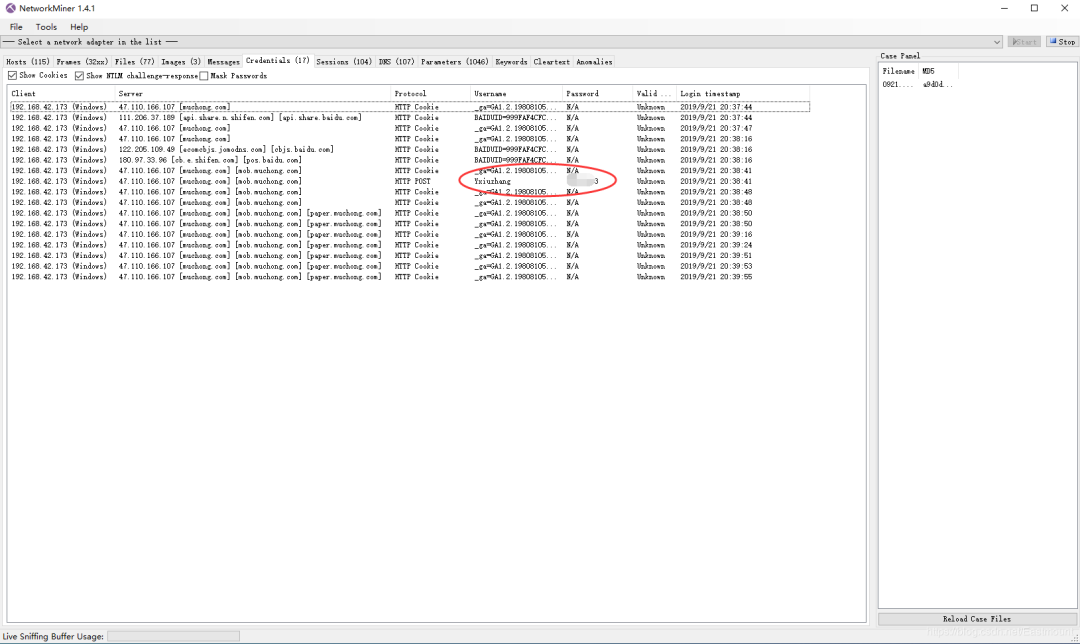 NetworkMiner 1.4.1
File Tools Help
--- Select a network adapter in the list ---
Start Stop
Hosts (115) Frames (32xx) Files (77) Images (3) Messages Credentials (17) Sessions (104) DNS (107) Parameters (1046) Keywords Cleartext Anomalies
Case Panel
Show Cookies Show NTLM challenge-response Mask Passwords
Filename MD5
0921.... a9d0d...
Client Server Protocol Username Password Valid ... Login timestamp
192.168.42.173 (Windows) 47.110.166.107 [muchong.com] HTTP Cookie _ga=GA1.2.19808105... N/A Unknown 2019/9/21 20:37:44
192.168.42.173 (Windows) 111.206.37.189 [api.share.n.shifen.com] [api.share.baidu.com] HTTP Cookie BAIDUID=999FAF4CFC... N/A Unknown 2019/9/21 20:37:44
192.168.42.173 (Windows) 47.110.166.107 [muchong.com] HTTP Cookie _ga=GA1.2.19808105... N/A Unknown 2019/9/21 20:37:47
192.168.42.173 (Windows) 47.110.166.107 [muchong.com] HTTP Cookie _ga=GA1.2.19808105... N/A Unknown 2019/9/21 20:38:16
192.168.42.173 (Windows) 122.205.109.49 [ecomcbjs.jomodns.com] [cbjs.baidu.com] HTTP Cookie BAIDUID=999FAF4CFC... N/A Unknown 2019/9/21 20:38:16
192.168.42.173 (Windows) 180.97.33.96 [cb.e.shifen.com] [pos.baidu.com] HTTP Cookie BAIDUID=999FAF4CFC... N/A Unknown 2019/9/21 20:38:16
192.168.42.173 (Windows) 47.110.166.107 [muchong.com] [mob.muchong.com] HTTP Cookie _ga=GA1.2.19808105... N/A Unknown 2019/9/21 20:38:41
192.168.42.173 (Windows) 47.110.166.107 [muchong.com] [mob.muchong.com] HTTP POST Yxiuzhang 3 Unknown 2019/9/21 20:38:41
192.168.42.173 (Windows) 47.110.166.107 [muchong.com] [mob.muchong.com] HTTP Cookie _ga=GA1.2.19808105... N/A Unknown 2019/9/21 20:38:48
192.168.42.173 (Windows) 47.110.166.107 [muchong.com] [mob.muchong.com] HTTP Cookie _ga=GA1.2.19808105... N/A Unknown 2019/9/21 20:38:48
192.168.42.173 (Windows) 47.110.166.107 [muchong.com] [mob.muchong.com] [paper.muchong.com] HTTP Cookie _ga=GA1.2.19808105... N/A Unknown 2019/9/21 20:38:50
192.168.42.173 (Windows) 47.110.166.107 [muchong.com] [mob.muchong.com] [paper.muchong.com] HTTP Cookie _ga=GA1.2.19808105... N/A Unknown 2019/9/21 20:38:50
192.168.42.173 (Windows) 47.110.166.107 [muchong.com] [mob.muchong.com] [paper.muchong.com] HTTP Cookie _ga=GA1.2.19808105... N/A Unknown 2019/9/21 20:39:16
192.168.42.173 (Windows) 47.110.166.107 [muchong.com] [mob.muchong.com] [paper.muchong.com] HTTP Cookie _ga=GA1.2.19808105... N/A Unknown 2019/9/21 20:39:24
192.168.42.173 (Windows) 47.110.166.107 [muchong.com] [mob.muchong.com] [paper.muchong.com] HTTP Cookie _ga=GA1.2.19808105... N/A Unknown 2019/9/21 20:39:51
192.168.42.173 (Windows) 47.110.166.107 [muchong.com] [mob.muchong.com] [paper.muchong.com] HTTP Cookie _ga=GA1.2.19808105... N/A Unknown 2019/9/21 20:39:53
192.168.42.173 (Windows) 47.110.166.107 [muchong.com] [mob.muchong.com] [paper.muchong.com] HTTP Cookie _ga=GA1.2.19808105... N/A Unknown 2019/9/21 20:39:55
Reload Case Files
Live Sniffing Buffer Usage: